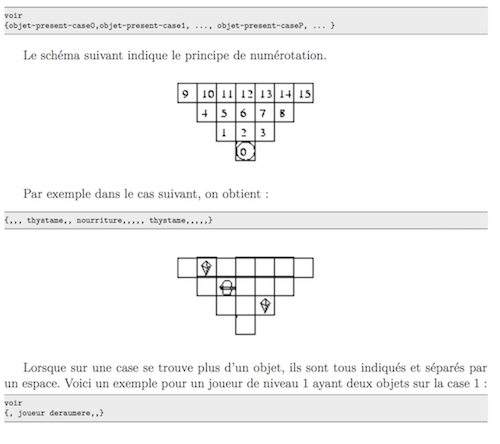 voir
{objet-present-case0,objet-present-case1, ..., objet-present-caseP, ... }
Le schéma suivant indique le principe de numérotation.
9 10 11 12 13 14 15
4 5 6 7 8
1 2 3
0
Par exemple dans le cas suivant, on obtient :
{,,, thystame,, nourriture,,,,, thystame,,,,,}
Lorsque sur une case se trouve plus d'un objet, ils sont tous indiqués et séparés par
un espace. Voici un exemple pour un joueur de niveau 1 ayant deux objets sur la case 1 :
voir
{, joueur deraumere,,}